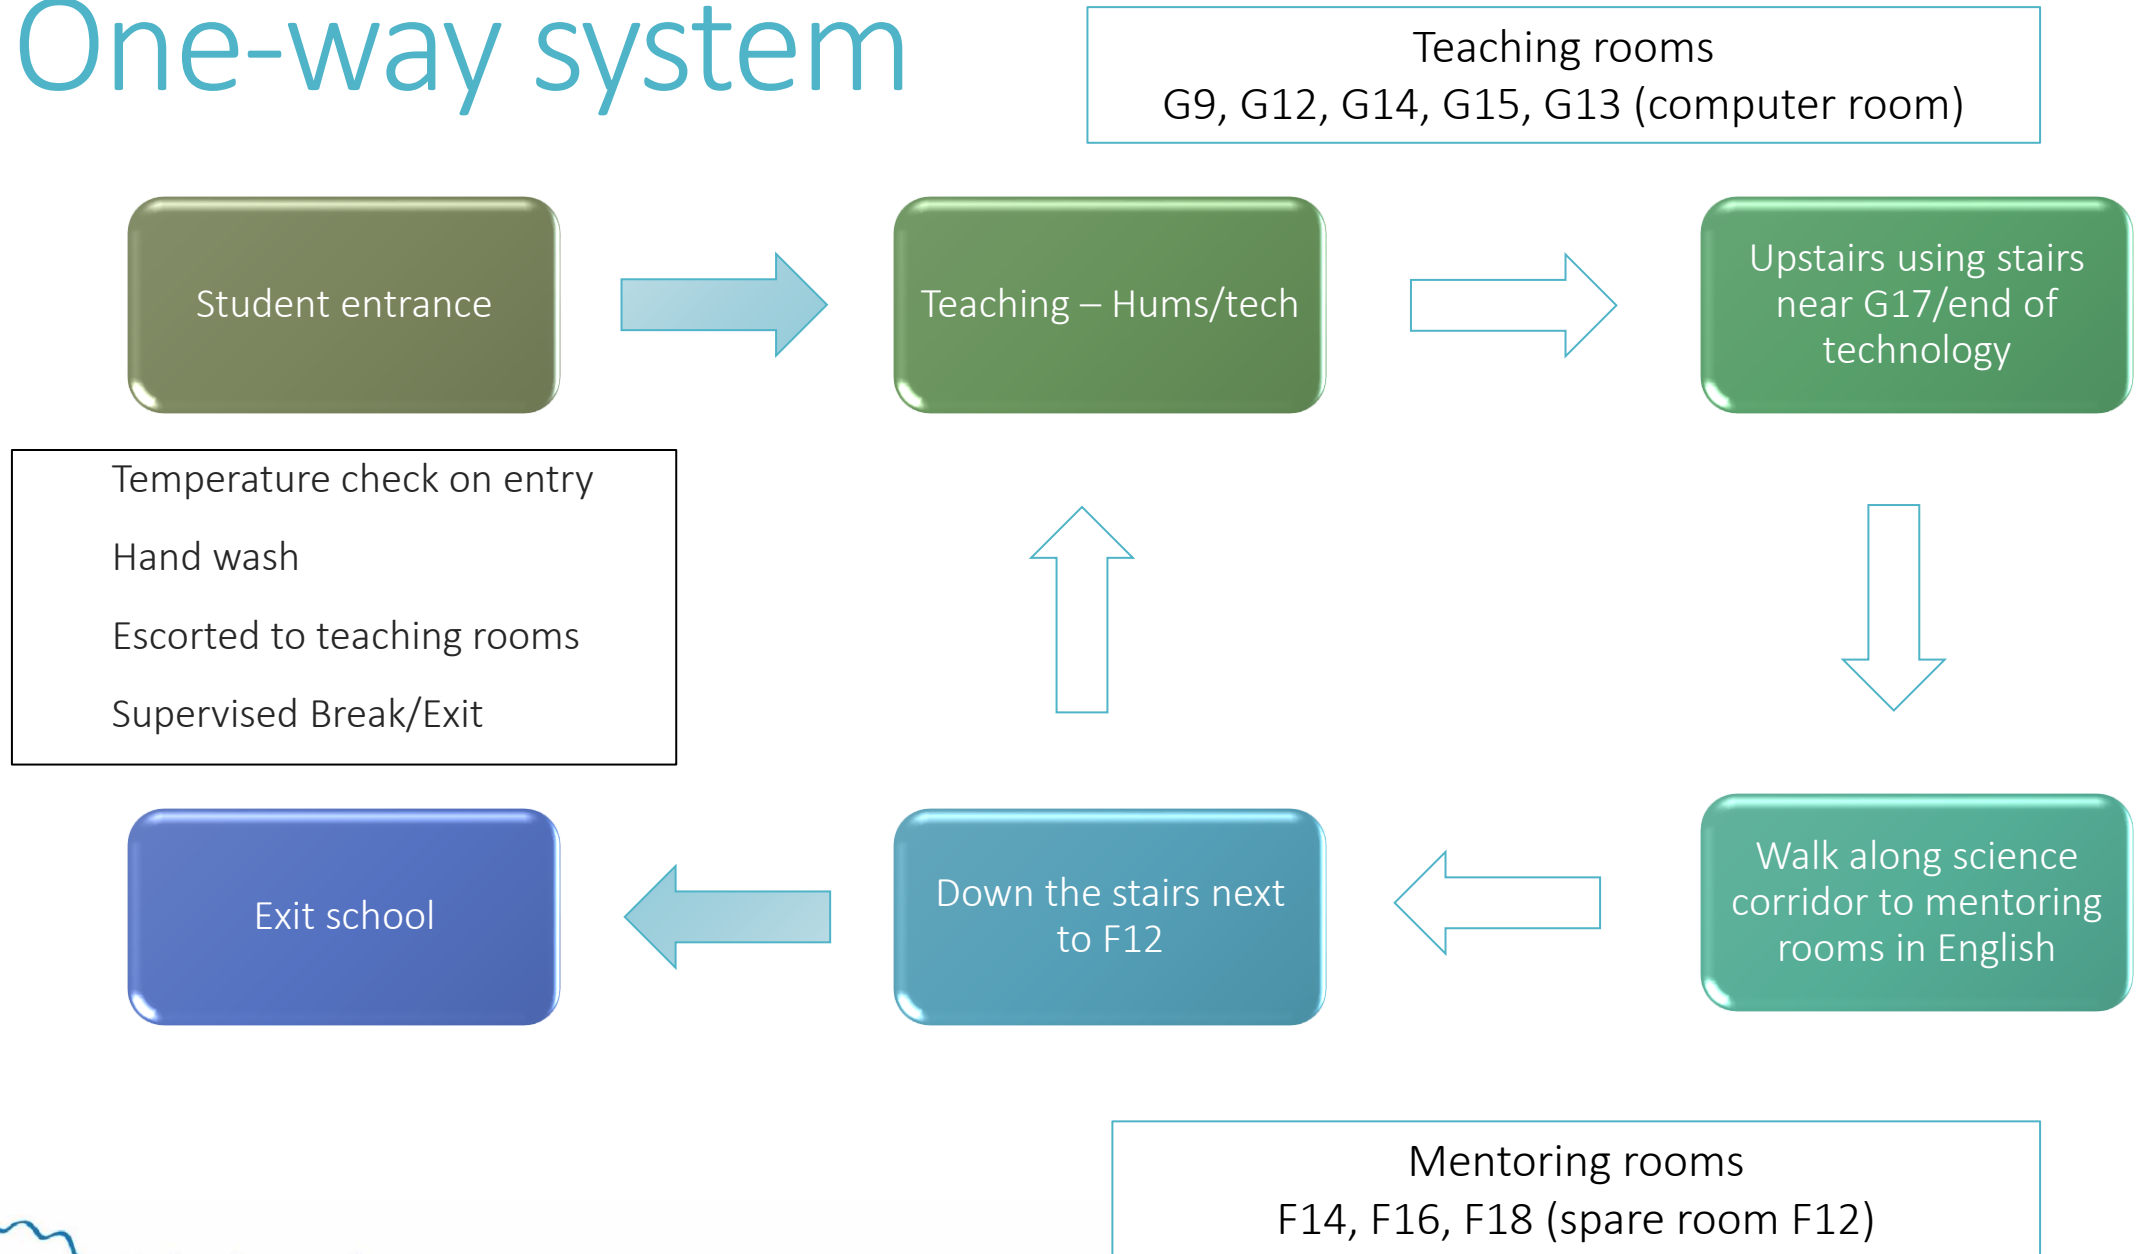 One-way system
Teaching rooms
G9, G12, G14, G15, G13 (computer room)
Student entrance
Teaching – Hums/tech
Upstairs using stairs
near G17/end of
technology
Temperature check on entry
Hand wash
Escorted to teaching rooms
Supervised Break/Exit
Exit school
Down the stairs next
to F12
Walk along science
corridor to mentoring
rooms in English
Mentoring rooms
F14, F16, F18 (spare room F12)